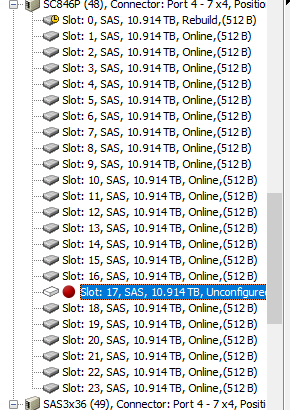 SC846P (48), Connector: Port 4 - 7 x4, Positio
Slot: 0, SAS, 10.914 TB, Rebuild,(512 B)
Slot: 1, SAS, 10.914 TB, Online,(512 B)
Slot: 2, SAS, 10.914 TB, Online,(512 B)
Slot: 3, SAS, 10.914 TB, Online,(512 B)
Slot: 4, SAS, 10.914 TB, Online,(512 B)
Slot: 5, SAS, 10.914 TB, Online,(512 B)
Slot: 6, SAS, 10.914 TB, Online,(512 B)
Slot: 7, SAS, 10.914 TB, Online,(512 B)
Slot: 8, SAS, 10.914 TB, Online,(512 B)
Slot: 9, SAS, 10.914 TB, Online,(512 B)
Slot: 10, SAS, 10.914 TB, Online,(512 B)
Slot: 11, SAS, 10.914 TB, Online,(512 B)
Slot: 12, SAS, 10.914 TB, Online,(512 B)
Slot: 13, SAS, 10.914 TB, Online,(512 B)
Slot: 14, SAS, 10.914 TB, Online,(512 B)
Slot: 15, SAS, 10.914 TB, Online,(512 B)
Slot: 16, SAS, 10.914 TB, Online,(512 B)
Slot: 17, SAS, 10.914 TB, Unconfigured
Slot: 18, SAS, 10.914 TB, Online,(512 B)
Slot: 19, SAS, 10.914 TB, Online,(512 B)
Slot: 20, SAS, 10.914 TB, Online,(512 B)
Slot: 21, SAS, 10.914 TB, Online,(512 B)
Slot: 22, SAS, 10.914 TB, Online,(512 B)
Slot: 23, SAS, 10.914 TB, Online,(512 B)
SAS3x36 (49), Connector: Port 4 - 7 x4, Positi